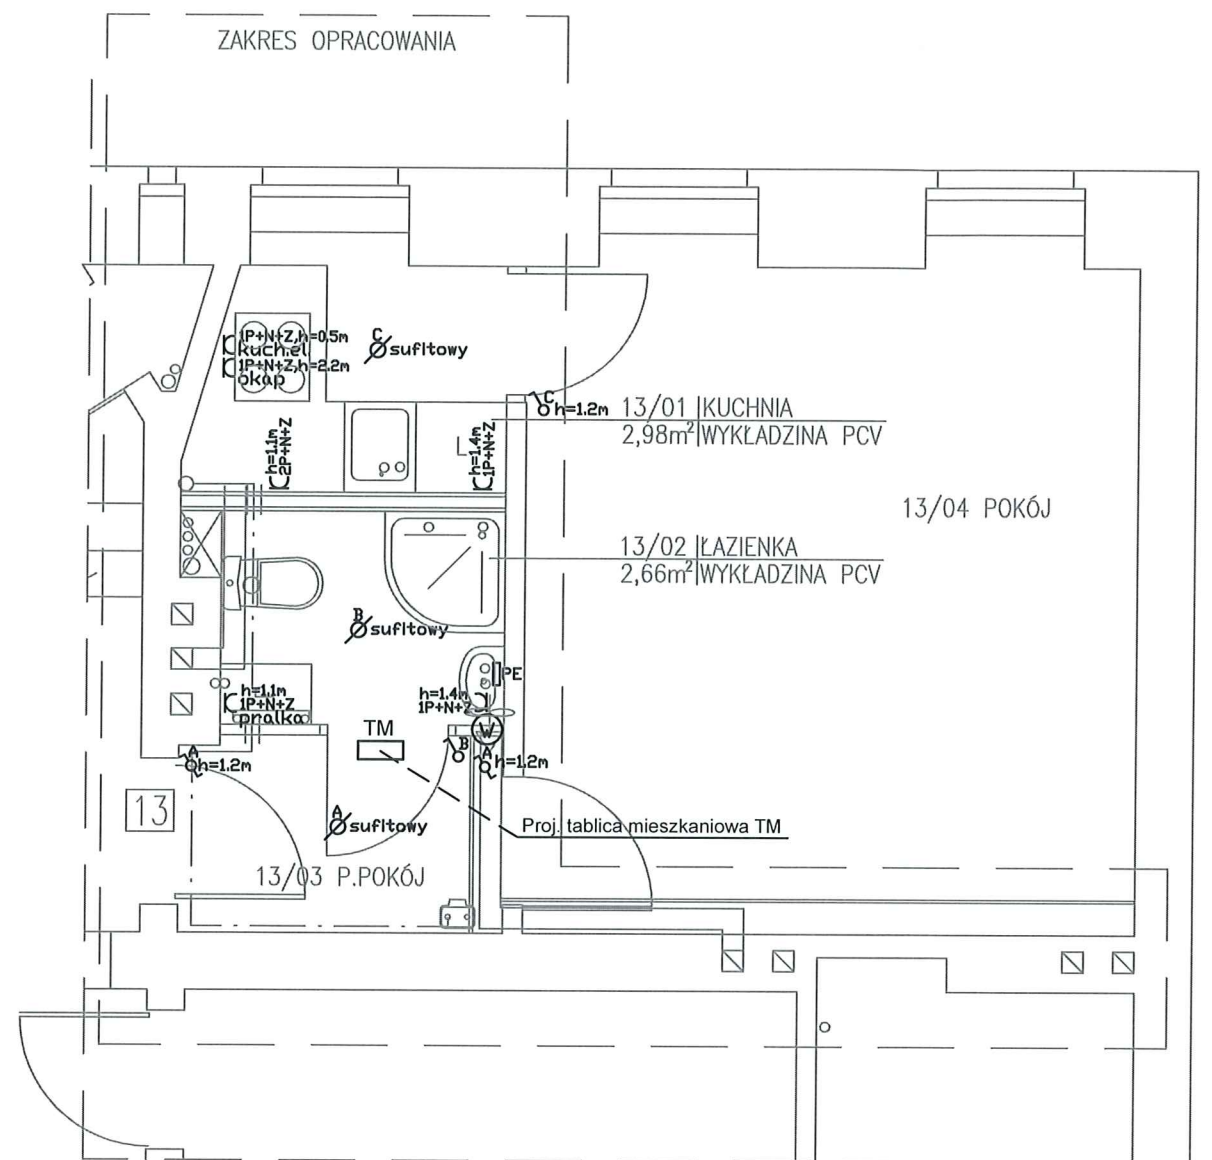 ZAKRES OPRACOWANIA
1P+N+Z,h=0.5m
kuchel
1P+N+Z,h=2.2m
okap
C
sufitowy
C
h=1.2m
13/01 KUCHNIA
2,98m² WYKŁADZINA PCV
h=1.1m
2P+N+Z
h=1.4m
1P+N+Z
13/04 POKÓJ
13/02 ŁAZIENKA
2,66m² WYKŁADZINA PCV
B
sufitowy
PE
h=1.1m
1P+N+Z
pralka
h=1.4m
1P+N+Z
W
TM
B
A
h=1.2m
A
h=1.2m
13
A
sufitowy
Proj. tablica mieszkaniowa TM
13/03 P.POKÓJ